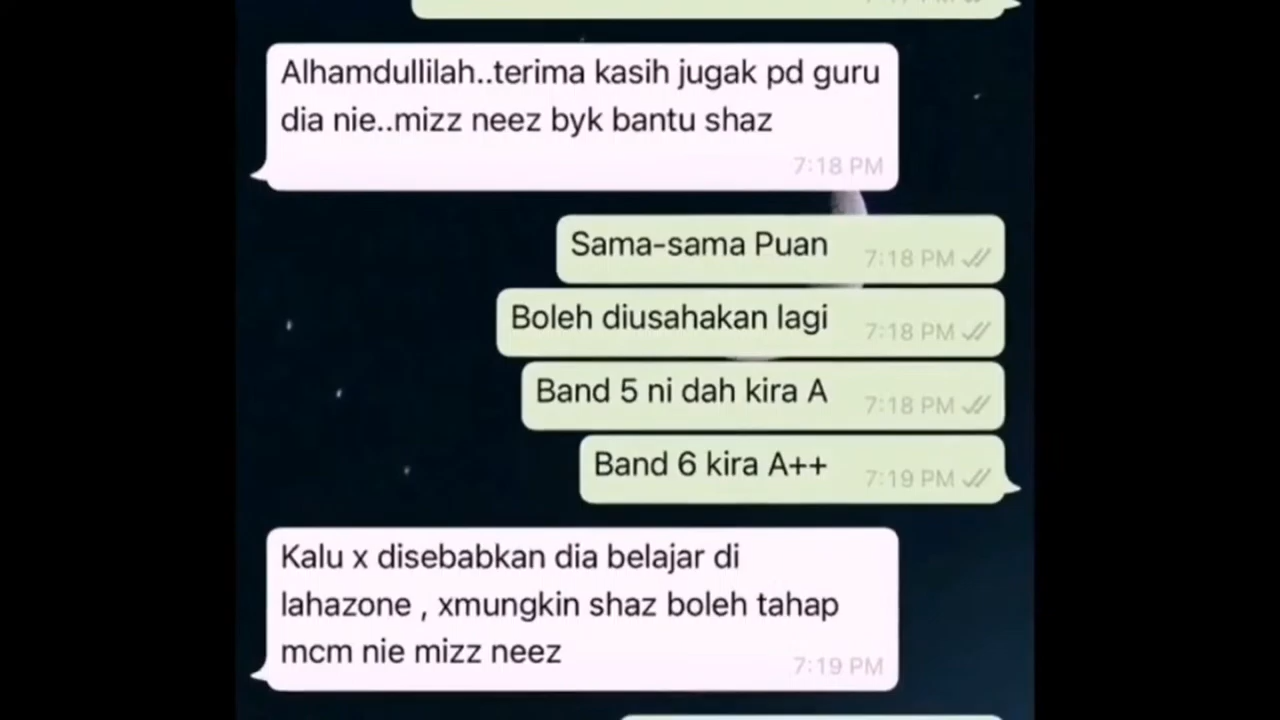 Alhamdullilah..terima kasih jugak pd guru
dia nie..mizz neez byk bantu shaz
7:18 PM
Sama-sama Puan 7:18 PM
Boleh diusahakan lagi 7:18 PM
Band 5 ni dah kira A 7:18 PM
Band 6 kira A++ 7:19 PM
Kalu x disebabkan dia belajar di
lahazone , xmungkin shaz boleh tahap
mcm nie mizz neez 7:19 PM